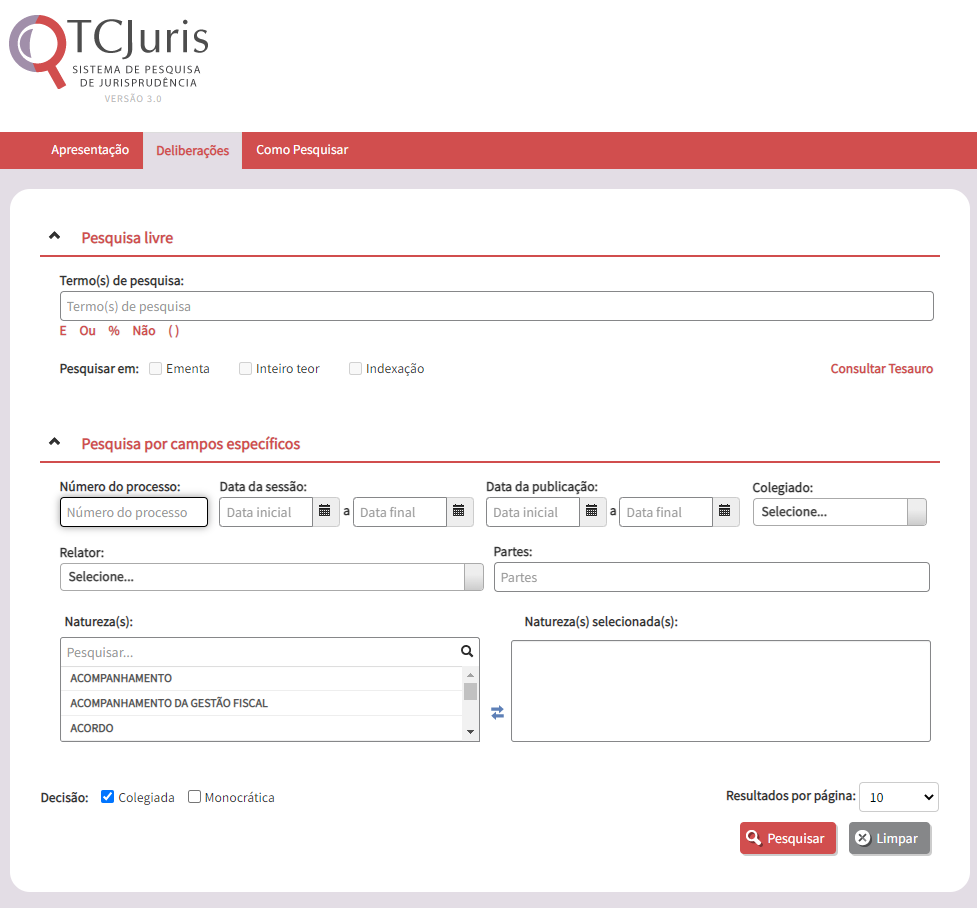 TCJuris
SISTEMA DE PESQUISA
DE JURISPRUDÊNCIA
VERSÃO 3.0
Apresentação Deliberações Como Pesquisar
Pesquisa livre
Termo(s) de pesquisa:
Termo(s) de pesquisa
E Ou % Não ( )
Pesquisar em: Ementa Inteiro teor Indexação Consultar Tesauro
Pesquisa por campos específicos
Número do processo: Data da sessão: Data da publicação: Colegiado:
Número do processo Data inicial a Data final Data inicial a Data final Selecione...
Relator: Partes:
Selecione... Partes
Natureza(s): Natureza(s) selecionada(s):
Pesquisar...
ACOMPANHAMENTO
ACOMPANHAMENTO DA GESTÃO FISCAL
ACORDO
Decisão: Colegiada Monocrática Resultados por página: 10
Pesquisar Limpar